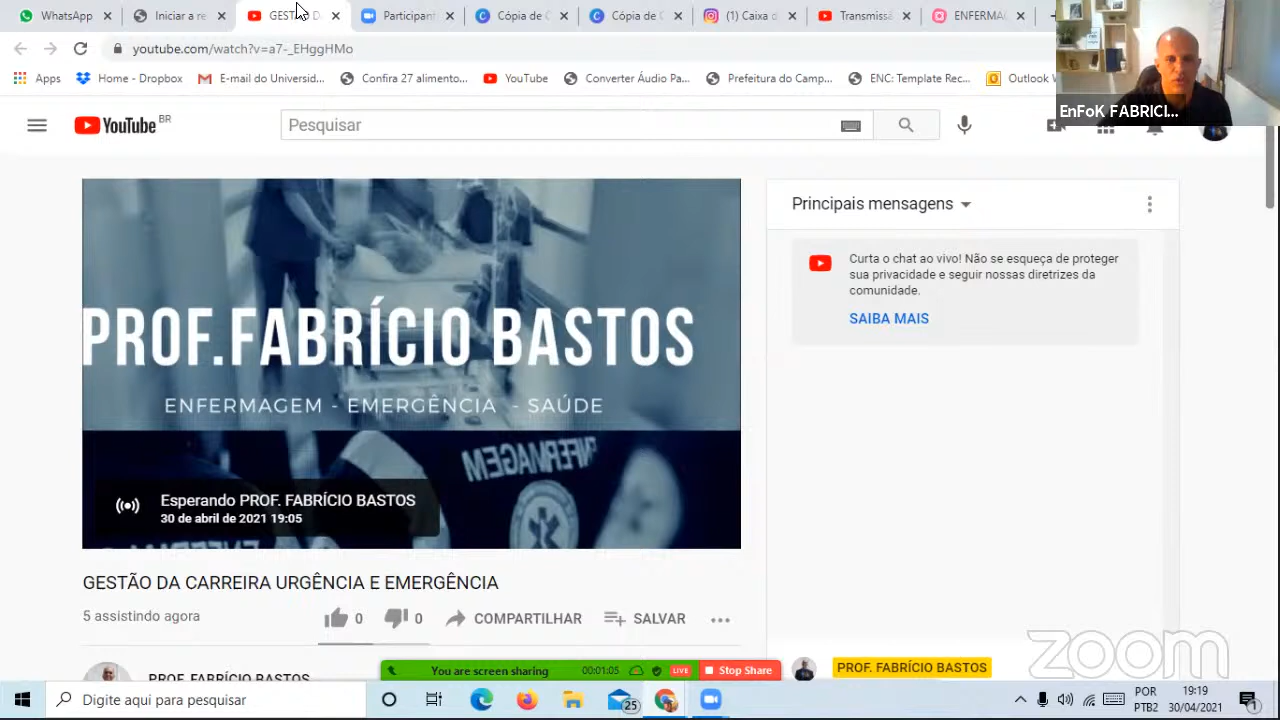 WhatsApp
Iniciar a re
GESTÃO D
Participant
Cópia de C
Cópia de C
(1) Caixa d
Transmissã
ENFERMA
youtube.com/watch?v=a7-_EHggHMo
Apps
Home - Dropbox
E-mail do Universid...
Confira 27 alimento...
YouTube
Converter Áudio Pa...
Prefeitura do Camp...
ENC: Template Rec...
Outlook
EnFoK FABRICI...
YouTube BR
Pesquisar
PROF.FABRÍCIO BASTOS
ENFERMAGEM - EMERGÊNCIA - SAÚDE
ENFERMAGEM
Esperando PROF. FABRÍCIO BASTOS
30 de abril de 2021 19:05
Principais mensagens
Curta o chat ao vivo! Não se esqueça de proteger
sua privacidade e seguir nossas diretrizes da
comunidade.
SAIBA MAIS
GESTÃO DA CARREIRA URGÊNCIA E EMERGÊNCIA
5 assistindo agora
0
0
COMPARTILHAR
SALVAR
PROF. FABRÍCIO BASTOS
You are screen sharing
00:01:05
LIVE
Stop Share
PROF. FABRÍCIO BASTOS
zoom
Digite aqui para pesquisar
25
POR
PTB2
19:19
30/04/2021
1